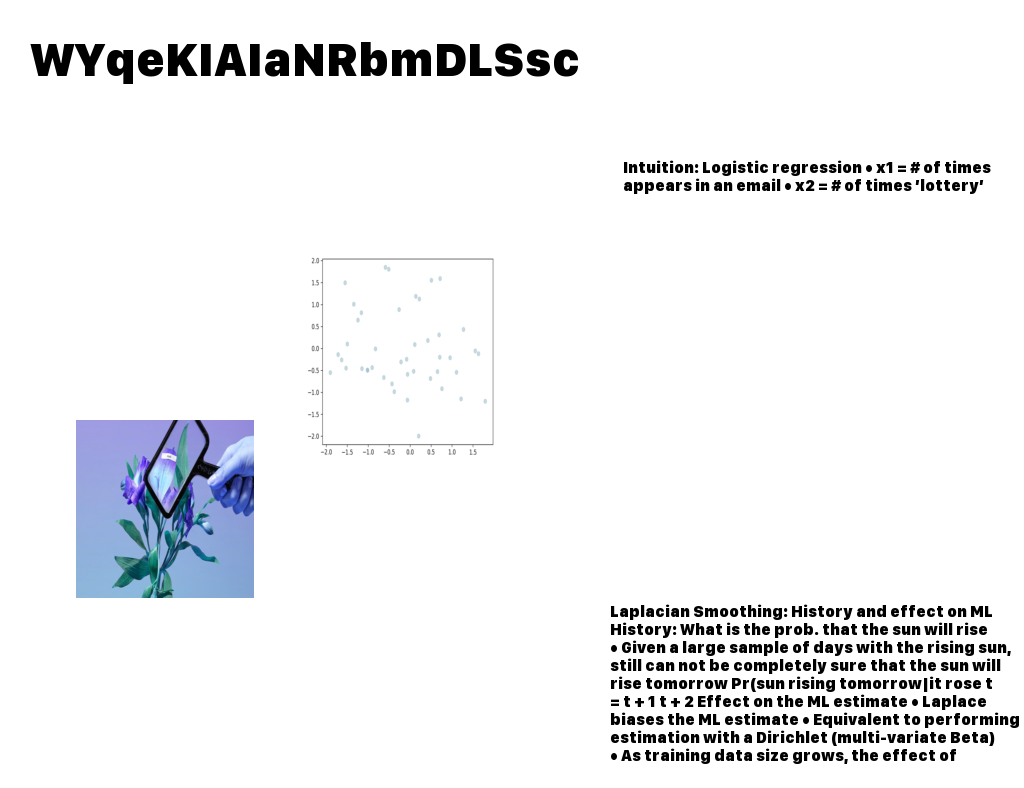 WYqeKIAIaNRbmDLSsc
Intuition: Logistic regression • x1 = # of times
appears in an email • x2 = # of times 'lottery'
2.0
1.5
1.0
0.5
0.0
−0.5
−1.0
−1.5
−2.0
−2.0 −1.5 −1.0 −0.5 0.0 0.5 1.0 1.5
Laplacian Smoothing: History and effect on ML
History: What is the prob. that the sun will rise
• Given a large sample of days with the rising sun,
still can not be completely sure that the sun will
rise tomorrow Pr(sun rising tomorrow|it rose t
= t + 1 t + 2 Effect on the ML estimate • Laplace
biases the ML estimate • Equivalent to performing
estimation with a Dirichlet (multi-variate Beta)
• As training data size grows, the effect of